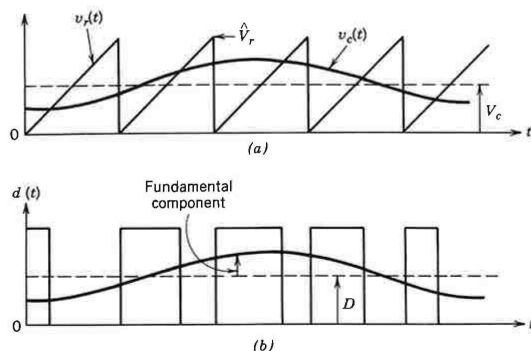 v_r(t)
V̂_r
v_c(t)
V_c
0
t
(a)
d (t)
Fundamental
component
D
0
t
(b)